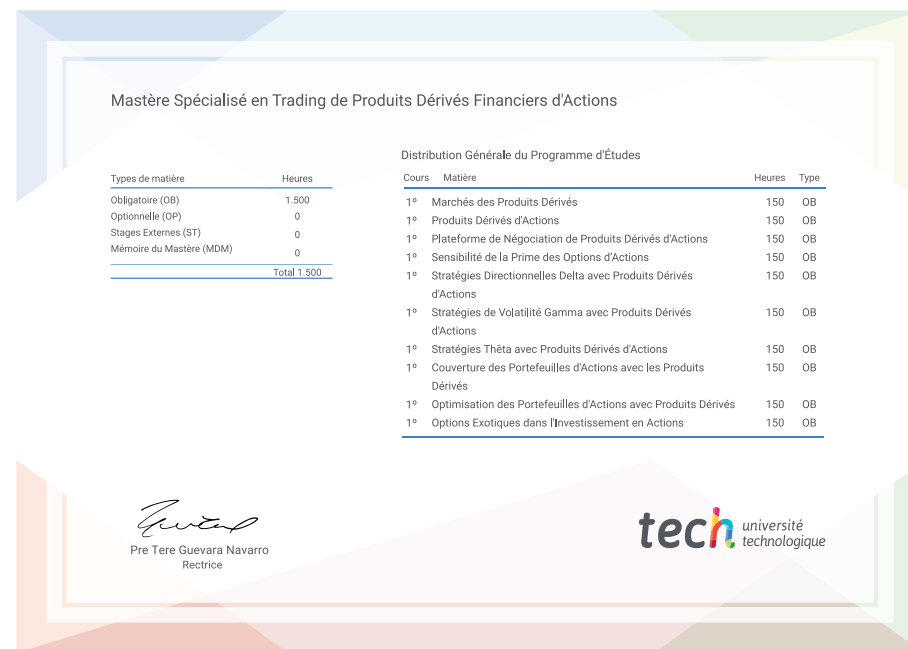 Mastère Spécialisé en Trading de Produits Dérivés Financiers d'Actions
Types de matière Heures
Obligatoire (OB) 1.500
Optionnelle (OP) 0
Stages Externes (ST) 0
Mémoire du Mastère (MDM) 0
Total 1.500
Distribution Générale du Programme d'Études
Cours Matière Heures Type
1º Marchés des Produits Dérivés 150 OB
1º Produits Dérivés d'Actions 150 OB
1º Plateforme de Négociation de Produits Dérivés d'Actions 150 OB
1º Sensibilité de la Prime des Options d'Actions 150 OB
1º Stratégies Directionnelles Delta avec Produits Dérivés 150 OB
d'Actions
1º Stratégies de Volatilité Gamma avec Produits Dérivés 150 OB
d'Actions
1º Stratégies Thêta avec Produits Dérivés d'Actions 150 OB
1º Couverture des Portefeuilles d'Actions avec les Produits 150 OB
Dérivés
1º Optimisation des Portefeuilles d'Actions avec Produits Dérivés 150 OB
1º Options Exotiques dans l'Investissement en Actions 150 OB
Pre Tere Guevara Navarro
Rectrice
tech université
technologique